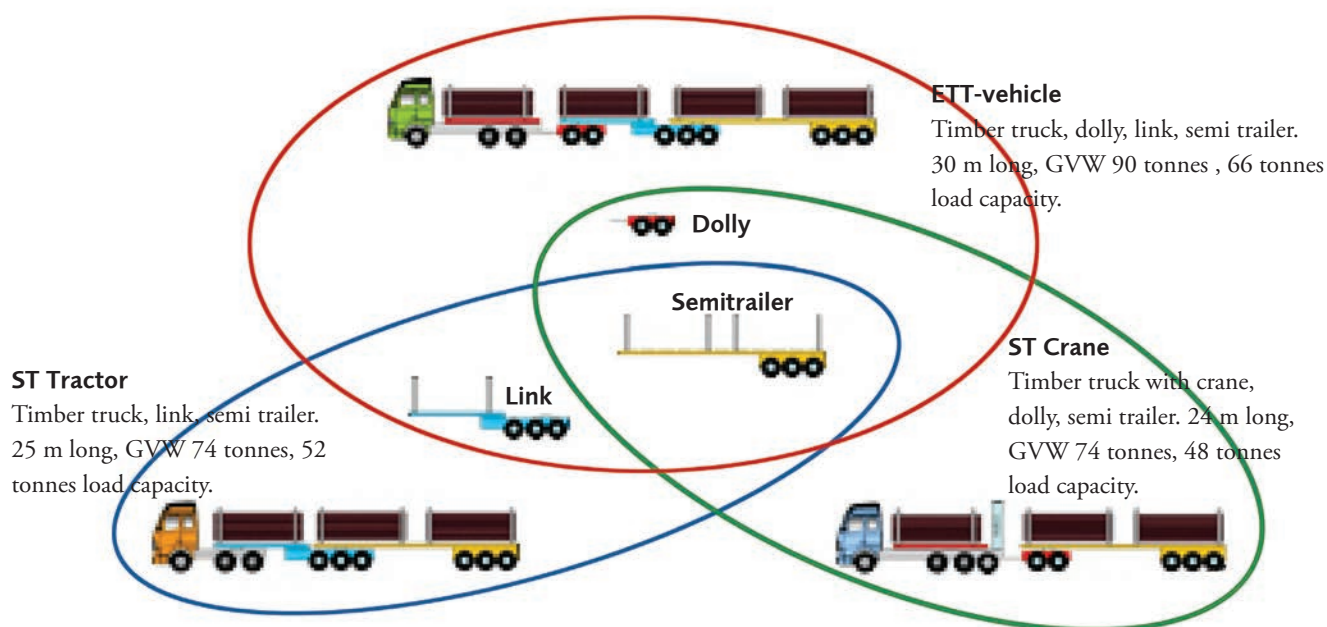 ETT-vehicle
Timber truck, dolly, link, semi trailer.
30 m long, GVW 90 tonnes , 66 tonnes
load capacity.
Dolly
Semitrailer
ST Crane
Timber truck with crane,
dolly, semi trailer. 24 m long,
GVW 74 tonnes, 48 tonnes
load capacity.
ST Tractor
Timber truck, link, semi trailer.
25 m long, GVW 74 tonnes, 52
tonnes load capacity.
Link